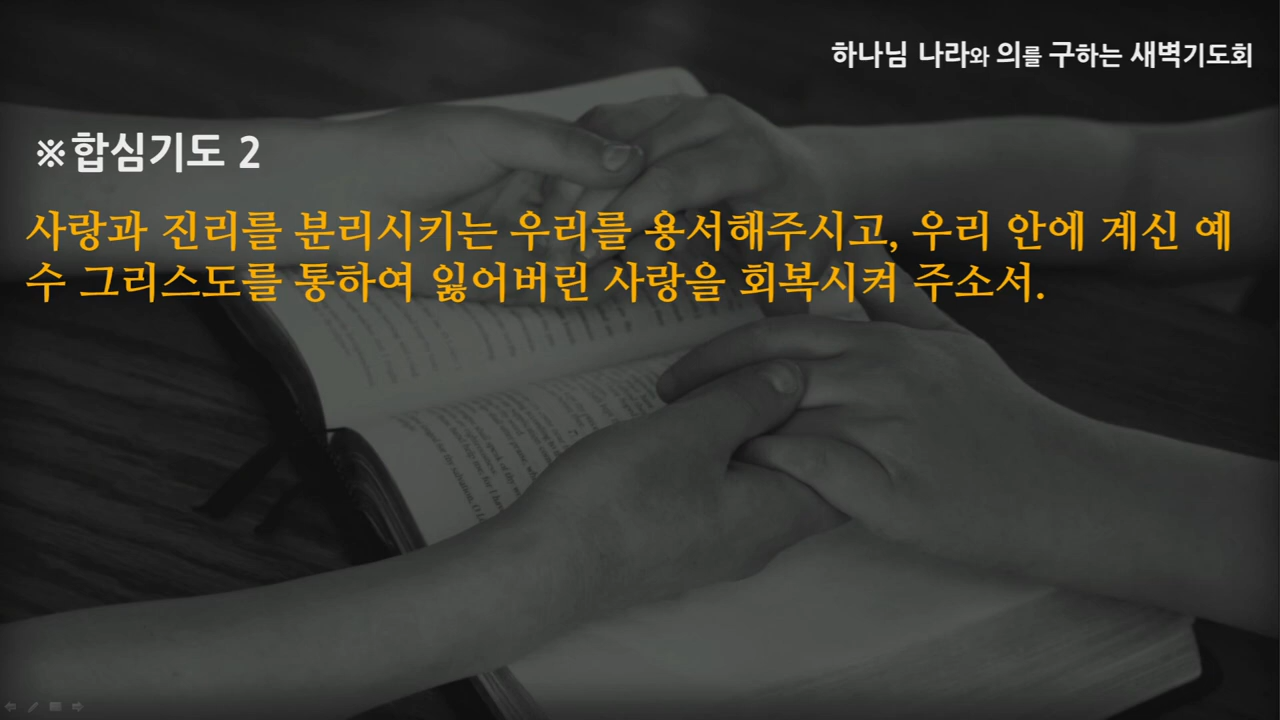 하나님 나라와 의를 구하는 새벽기도회
※합심기도 2
사랑과 진리를 분리시키는 우리를 용서해주시고, 우리 안에 계신 예
수 그리스도를 통하여 잃어버린 사랑을 회복시켜 주소서.